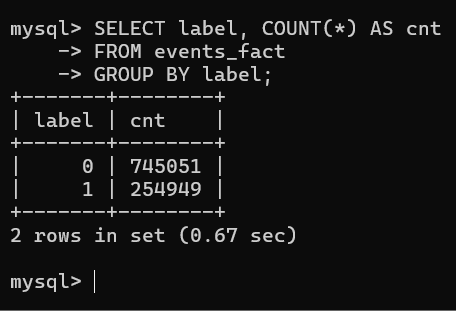 mysql> SELECT label, COUNT(*) AS cnt
    -> FROM events_fact
    -> GROUP BY label;
+-------+--------+
| label | cnt    |
+-------+--------+
|     0 | 745051 |
|     1 | 254949 |
+-------+--------+
2 rows in set (0.67 sec)

mysql>